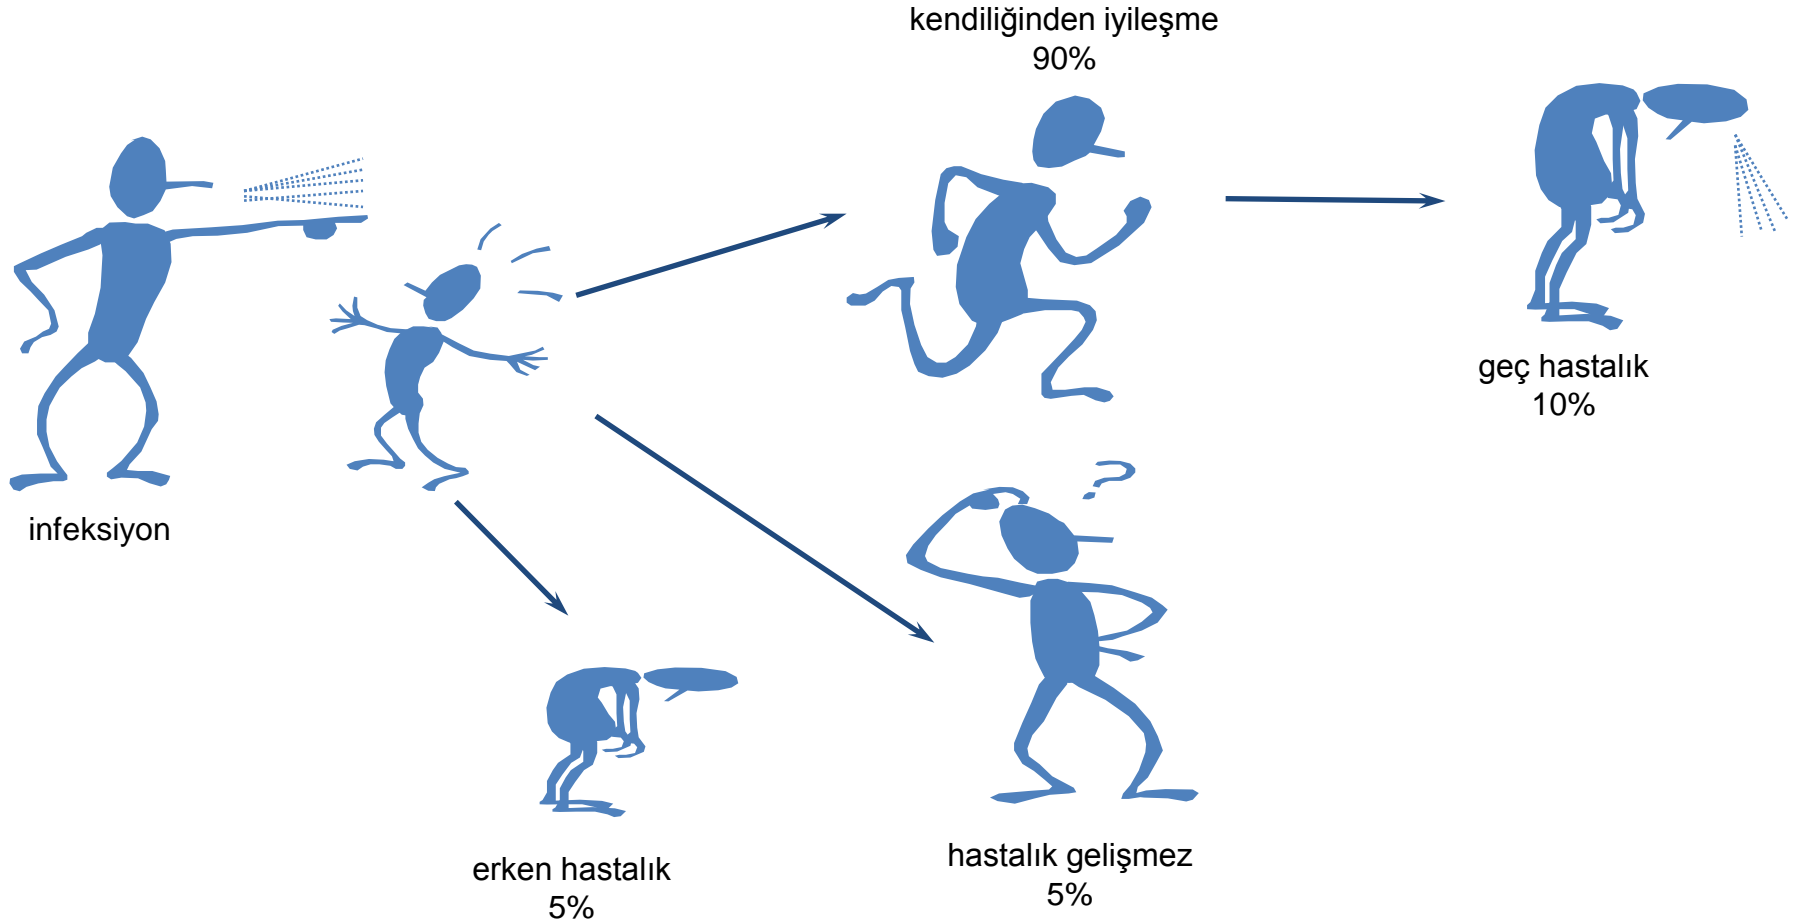 kendiliğinden iyileşme
90%
geç hastalık
10%
infeksiyon
erken hastalık
5%
hastalık gelişmez
5%